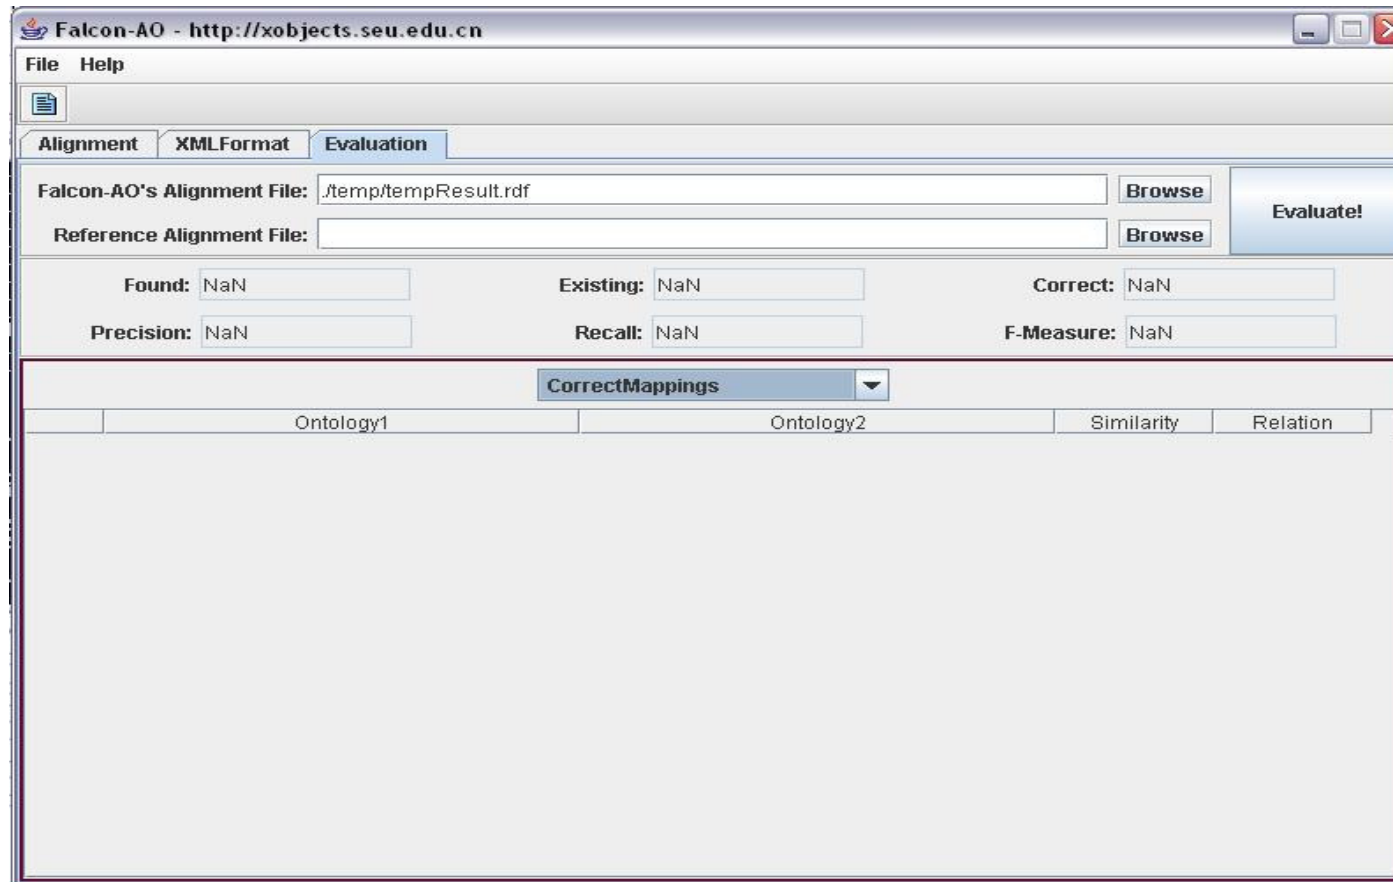 Falcon-AO - http://xobjects.seu.edu.cn
File Help
Alignment XMLFormat Evaluation
Falcon-AO's Alignment File: ./temp/tempResult.rdf Browse
Evaluate!
Reference Alignment File: Browse
Found: NaN Existing: NaN Correct: NaN
Precision: NaN Recall: NaN F-Measure: NaN
CorrectMappings
Ontology1 Ontology2 Similarity Relation